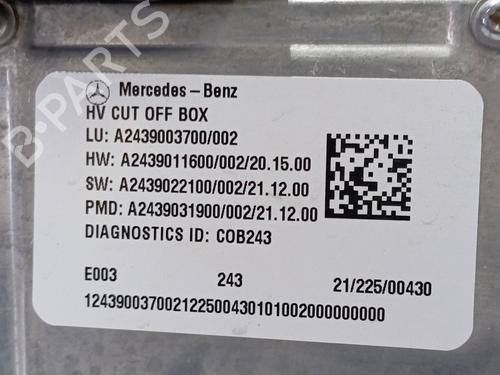 Mercedes-Benz
HV CUT OFF BOX
LU: A2439003700/002
HW: A2439011600/002/20.15.00
SW: A2439022100/002/21.12.00
PMD: A2439031900/002/21.12.00
DIAGNOSTICS ID: COB243
E003 243 21/225/00430
12439003700212250043010100200000000
B-PARTS